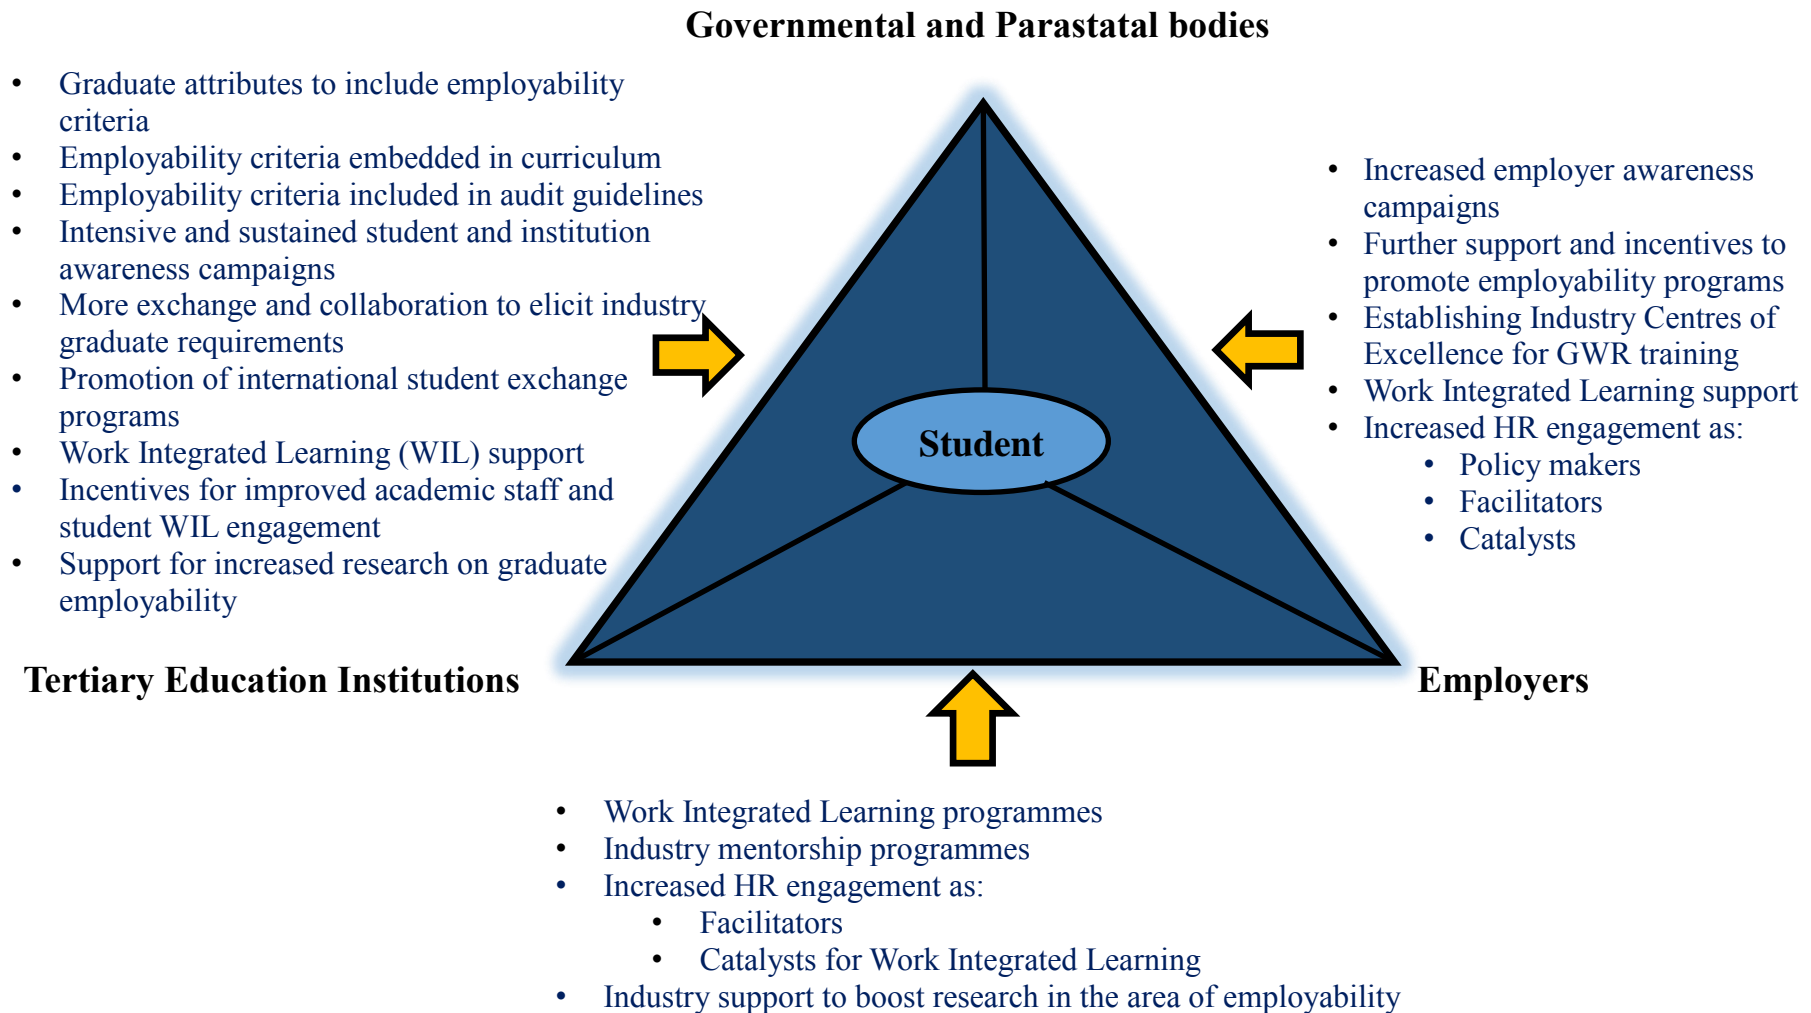 Governmental and Parastatal bodies
• Graduate attributes to include employability
criteria
• Employability criteria embedded in curriculum
• Employability criteria included in audit guidelines
• Intensive and sustained student and institution
awareness campaigns
• More exchange and collaboration to elicit industry
graduate requirements
• Promotion of international student exchange
programs
• Work Integrated Learning (WIL) support
• Incentives for improved academic staff and
student WIL engagement
• Support for increased research on graduate
employability
• Increased employer awareness
campaigns
• Further support and incentives to
promote employability programs
• Establishing Industry Centres of
Excellence for GWR training
• Work Integrated Learning support
• Increased HR engagement as:
• Policy makers
• Facilitators
• Catalysts
Student
Tertiary Education Institutions
Employers
• Work Integrated Learning programmes
• Industry mentorship programmes
• Increased HR engagement as:
• Facilitators
• Catalysts for Work Integrated Learning
• Industry support to boost research in the area of employability